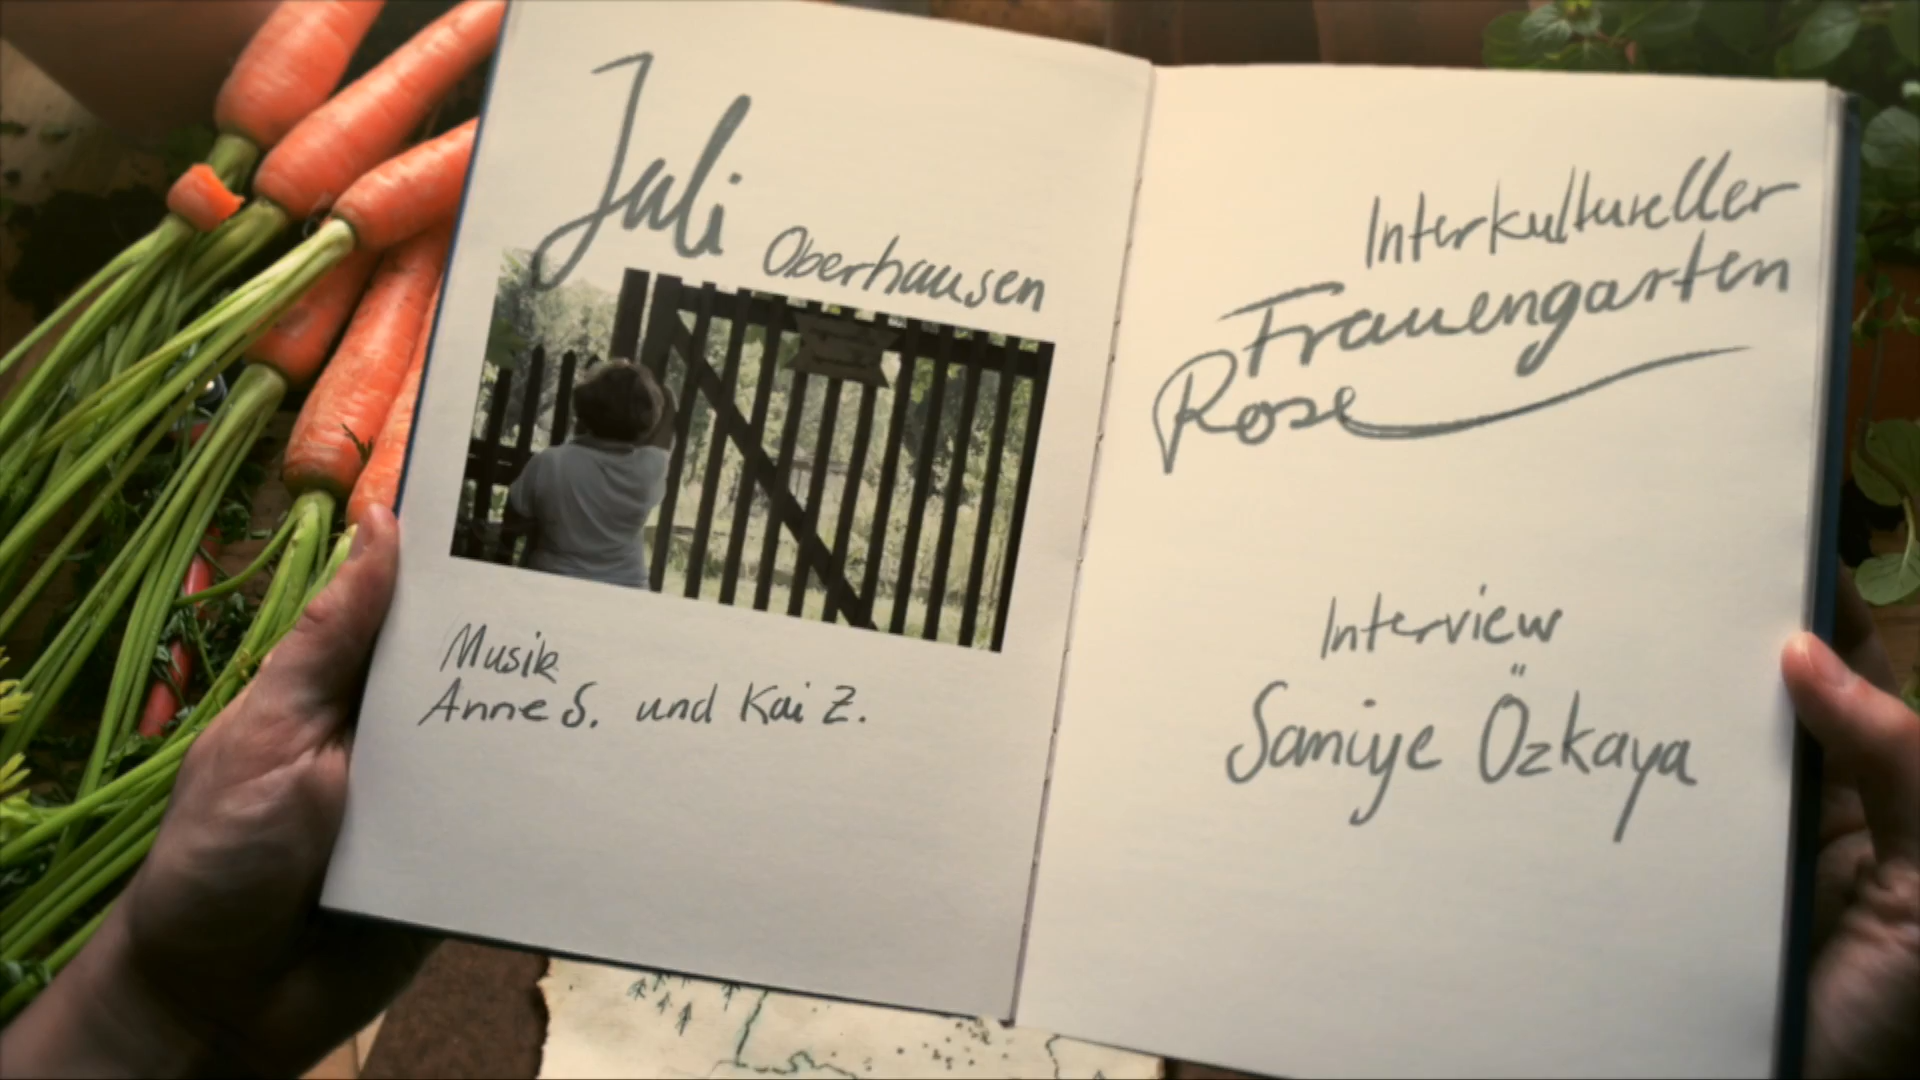 Juli
Oberhausen
Musik
Anne S. und Kai Z.
Interkultureller
Frauengarten
Rose
Interview
Samiye Özkaya